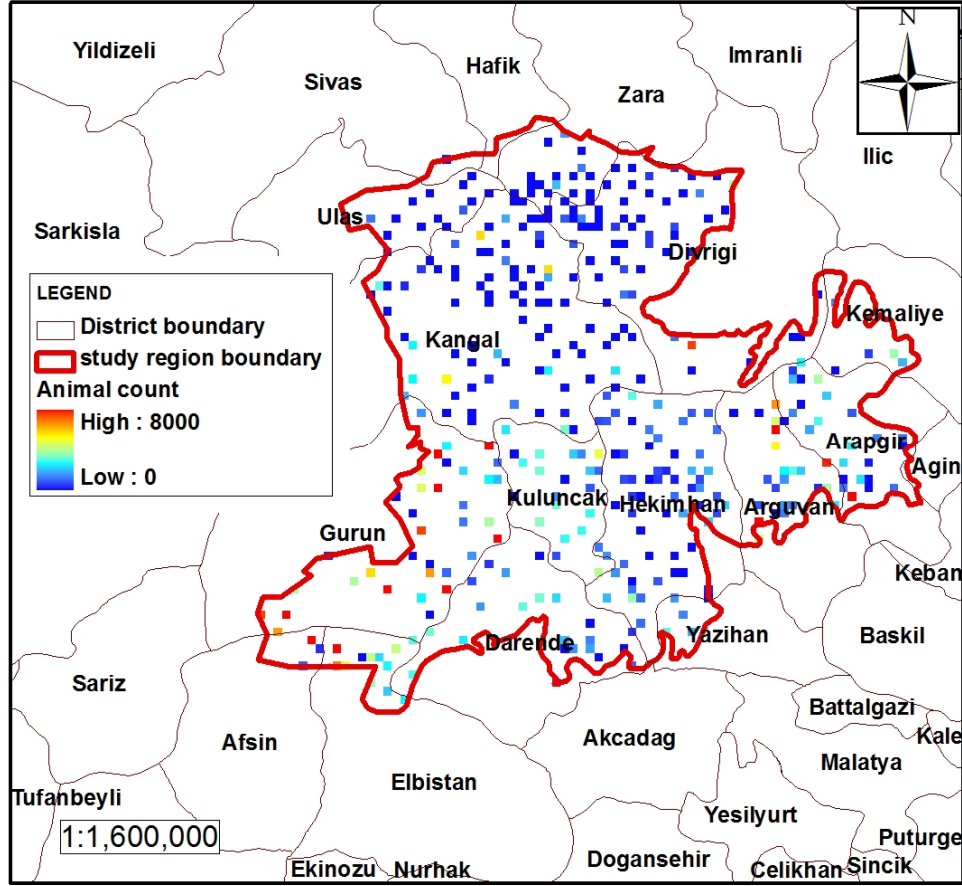 N
Yildizeli
Sivas
Hafik
Imranli
Zara
Ilic
Ulas
Sarkisla
Divrigi
LEGEND
District boundary
study region boundary
Animal count
High : 8000
Low : 0
Kemaliye
Kangal
Arapgir
Agin
Kuluncak
Hekimhan
Arguvan
Gurun
Keban
Darende
Yazihan
Baskil
Sariz
Battalgazi
Afsin
Akcadag
Kale
Malatya
Elbistan
Tufanbeyli
Yesilyurt
1:1,600,000
Puturge
Dogansehir
Ekinozu
Nurhak
Celikhan
Sincik